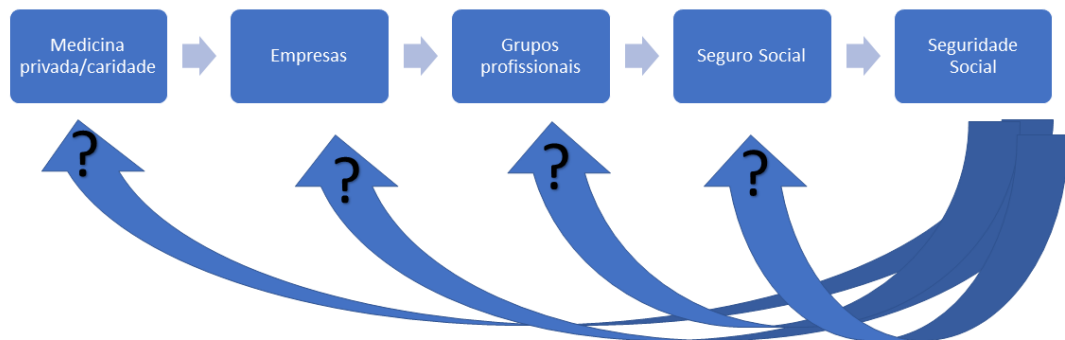 Medicina
privada/caridade
Empresas
Grupos
profissionais
Seguro Social
Seguridade
Social
?
?
?
?